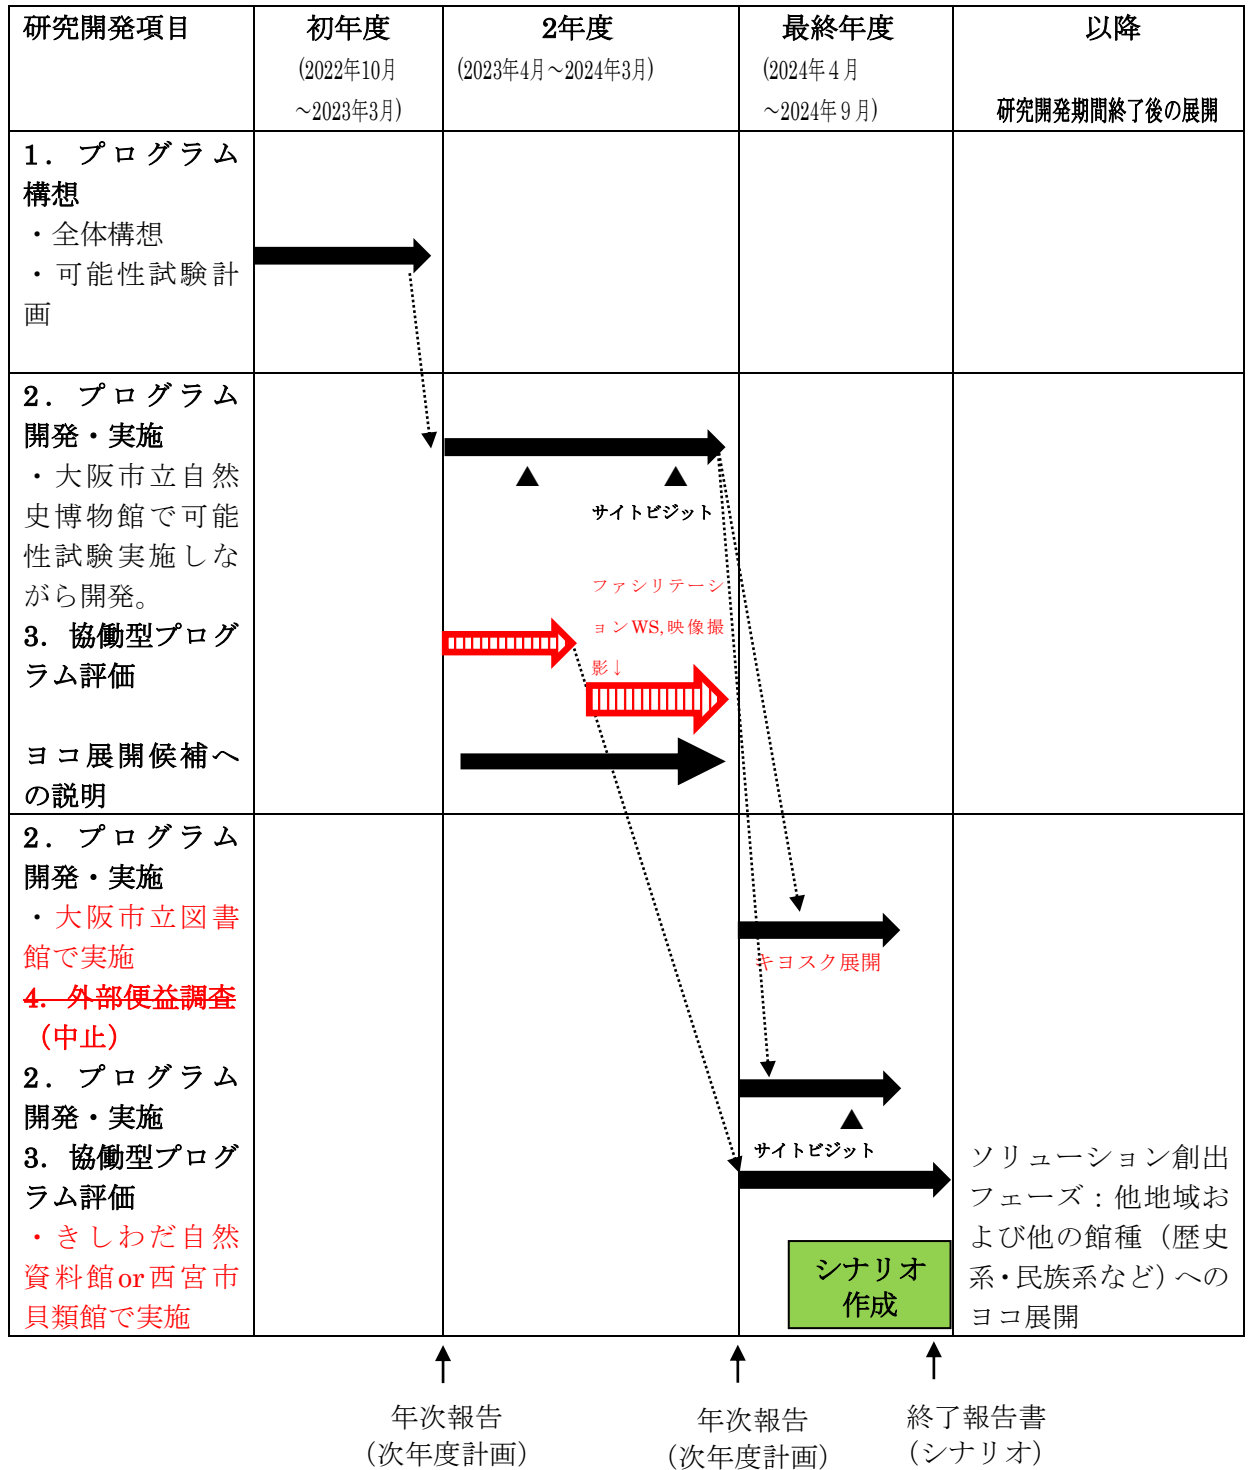 研究開発項目
初年度
(2022年10月
～2023年3月)
2年度
(2023年4月～2024年3月)
最終年度
(2024年4月
～2024年9月)
以降
研究開発期間終了後の展開
1．プログラム
構想
・全体構想
・可能性試験計
画
2．プログラム
開発・実施
・大阪市立自然
史博物館で可能
性試験実施しな
がら開発。
3．協働型プログ
ラム評価
ヨコ展開候補へ
の説明
▲
▲
サイトビジット
ファシリテーシ
ョンWS,映像撮
影↓
2．プログラム
開発・実施
・大阪市立図書
館で実施
4．外部便益調査
（中止）
2．プログラム
開発・実施
3．協働型プログ
ラム評価
・きしわだ自然
資料館or西宮市
貝類館で実施
キヨスク展開
▲
サイトビジット
シナリオ
作成
ソリューション創出
フェーズ：他地域お
よび他の館種（歴史
系・民族系など）への
ヨコ展開
年次報告
（次年度計画）
年次報告
（次年度計画）
終了報告書
（シナリオ）